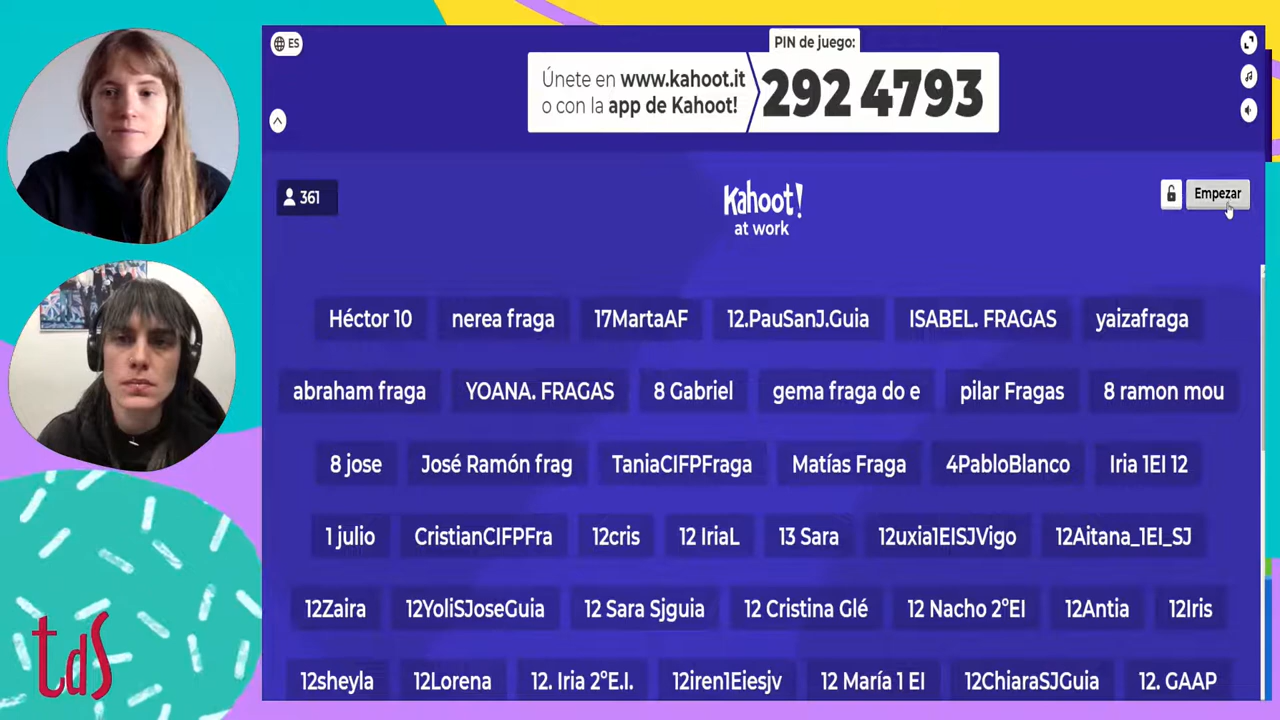 ES
PIN de juego:
Únete en www.kahoot.it
o con la app de Kahoot!
292 4793
361
Kahoot!
at work
Empezar
Héctor 10 nerea fraga 17MartaAF 12.PauSanJ.Guia ISABEL. FRAGAS yaizafraga
abraham fraga YOANA. FRAGAS 8 Gabriel gema fraga do e pilar Fragas 8 ramon mou
8 jose José Ramón frag TaniaCIFPFraga Matías Fraga 4PabloBlanco Iria 1EI 12
1 julio CristianCIFPFra 12cris 12 IriaL 13 Sara 12uxia1EISJVigo 12Aitana_1EI_SJ
12Zaira 12YoliSJoseGuia 12 Sara Sjguia 12 Cristina Glé 12 Nacho 2ºEI 12Antia 12Iris
12sheyla 12Lorena 12. Iria 2ºE.I. 12iren1Eiesjv 12 María 1 EI 12ChiaraSJGuia 12. GAAP
tds